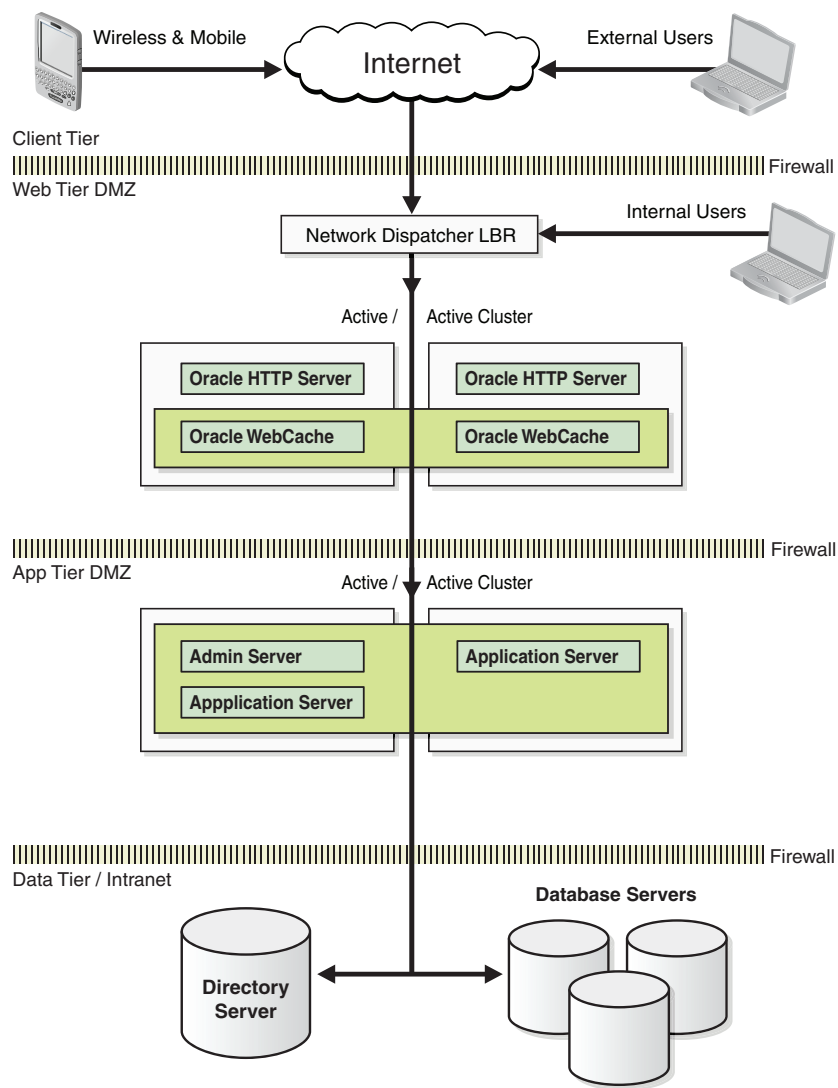 Wireless & Mobile
Internet
External Users
Client Tier
Firewall
Web Tier DMZ
Internal Users
Network Dispatcher LBR
Active / Active Cluster
Oracle HTTP Server
Oracle HTTP Server
Oracle WebCache
Oracle WebCache
Firewall
App Tier DMZ
Active / Active Cluster
Admin Server
Application Server
Appplication Server
Firewall
Data Tier / Intranet
Database Servers
Directory
Server